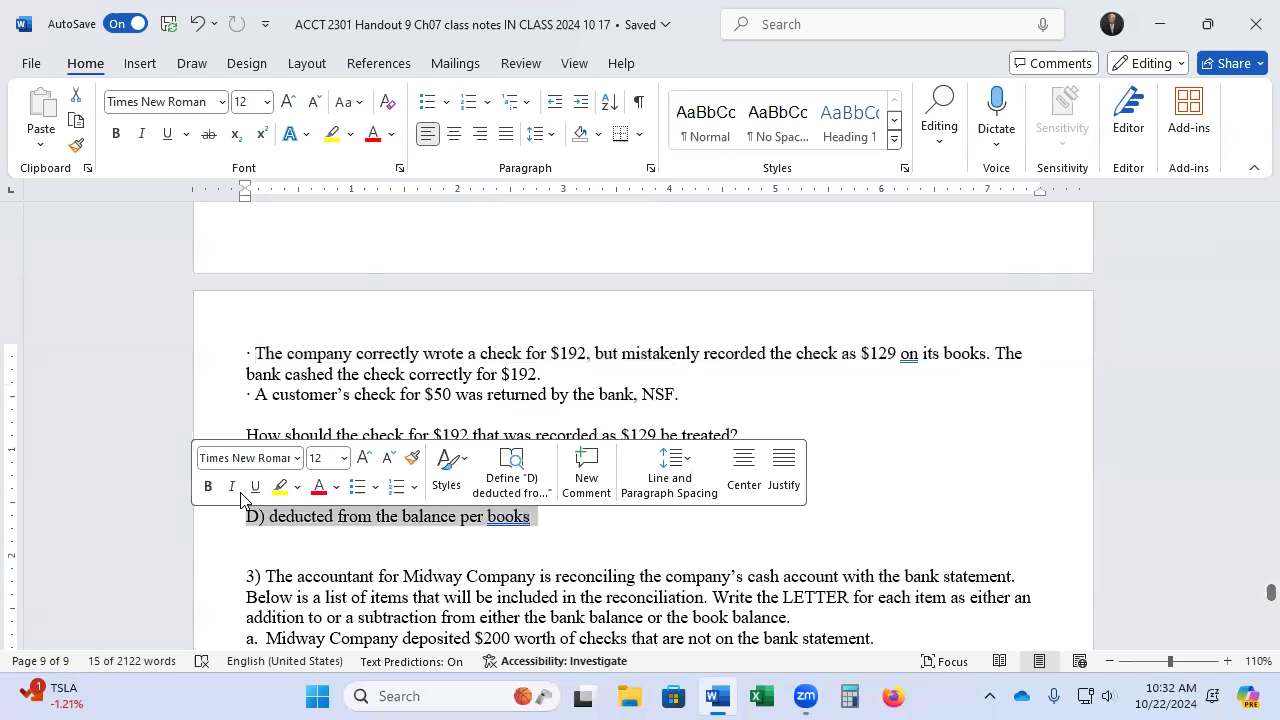 AutoSave On ACCT 2301 Handout 9 Ch07 class notes IN CLASS 2024 10 17 • Saved Search
File Home Insert Draw Design Layout References Mailings Review View Help Comments Editing Share
Times New Roman 12 Aa AaBbCc AaBbCc AaBbCc
Paste B I U ab x2 x2 A A ¶ Normal ¶ No Spac... Heading 1 Editing Dictate Sensitivity Editor Add-ins
Clipboard Font Paragraph Styles Voice Sensitivity Editor Add-ins
1 2 3 4 5 6 7
· The company correctly wrote a check for $192, but mistakenly recorded the check as $129 on its books. The
bank cashed the check correctly for $192.
· A customer’s check for $50 was returned by the bank, NSF.
How should the check for $192 that was recorded as $129 be treated?
Times New Roman 12 Styles Define "D) deducted fro..." New Comment Line and Paragraph Spacing Center Justify
B I U A
D) deducted from the balance per books
3) The accountant for Midway Company is reconciling the company’s cash account with the bank statement.
Below is a list of items that will be included in the reconciliation. Write the LETTER for each item as either an
addition to or a subtraction from either the bank balance or the book balance.
a. Midway Company deposited $200 worth of checks that are not on the bank statement.
Page 9 of 9 15 of 2122 words English (United States) Text Predictions: On Accessibility: Investigate Focus 110%
TSLA
-1.21%
Search
10:32 AM
10/22/2024